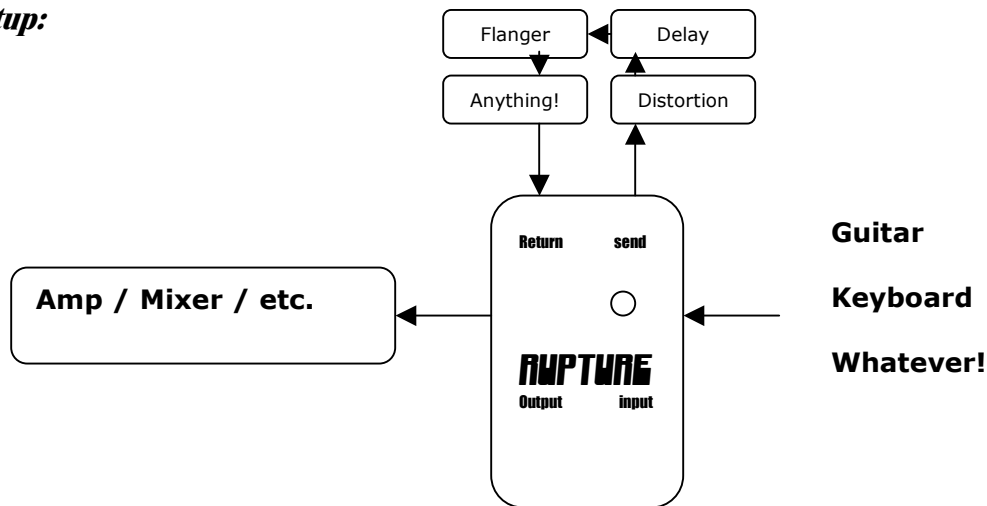 tup:
Flanger
Delay
Anything!
Distortion
Return send
Guitar
Amp / Mixer / etc.
Keyboard
RUPTURE
Whatever!
Output input